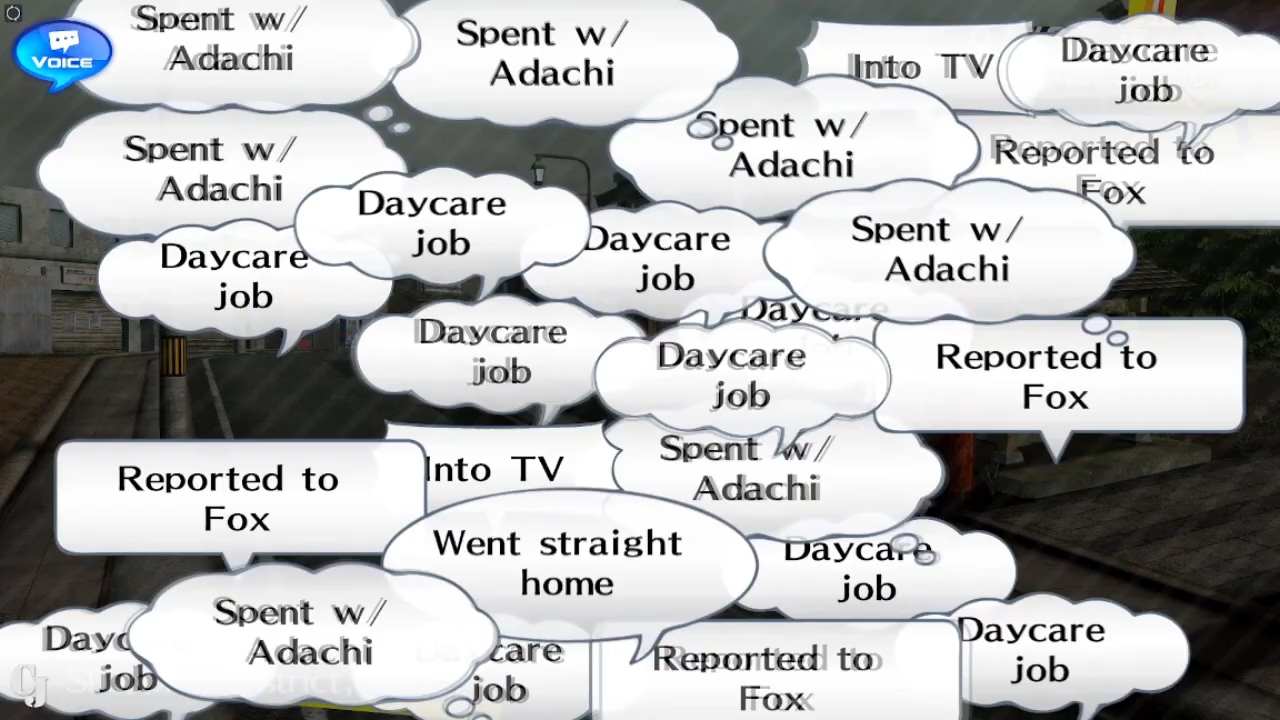 VOICE
Spent w/
Adachi
Spent w/
Adachi
Into TV
Daycare
job
Spent w/
Adachi
Spent w/
Adachi
Reported to
Fox
Daycare
job
Daycare
job
Daycare
job
Spent w/
Adachi
Daycare
Daycare
job
Daycare
job
Reported to
Fox
Reported to
Fox
Into TV
Spent w/
Adachi
Went straight
home
Daycare
job
Spent w/
Adachi
job
job
Reported to
Fox
Daycare
job